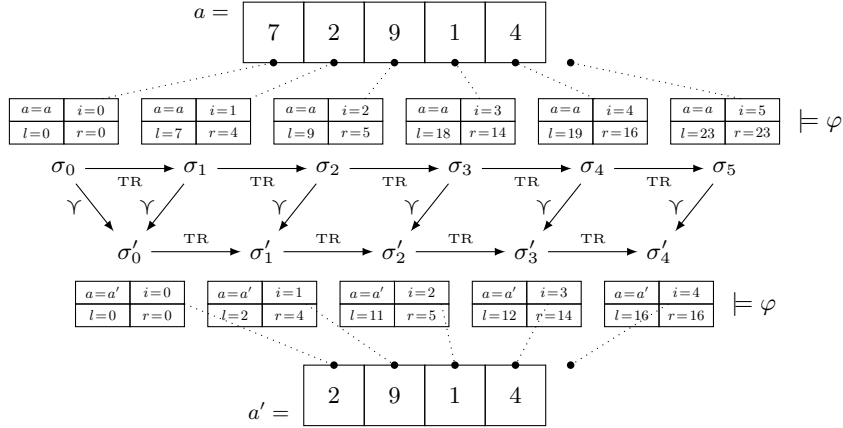 a =
7 2 9 1 4
a=a i=0 a=a i=1 a=a i=2 a=a i=3 a=a i=4 a=a i=5
l=0 r=0 l=7 r=4 l=9 r=5 l=18 r=14 l=19 r=16 l=23 r=23
⊨ φ
σ₀ σ₁ σ₂ σ₃ σ₄ σ₅
TR TR TR TR TR
≻ ≻ ≻ ≻ ≻ ≻
σ′₀ σ′₁ σ′₂ σ′₃ σ′₄
TR TR TR TR
a=a′ i=0 a=a′ i=1 a=a′ i=2 a=a′ i=3 a=a′ i=4
l=0 r=0 l=2 r=4 l=11 r=5 l=12 r=14 l=16 r=16
⊨ φ
2 9 1 4
a′ =